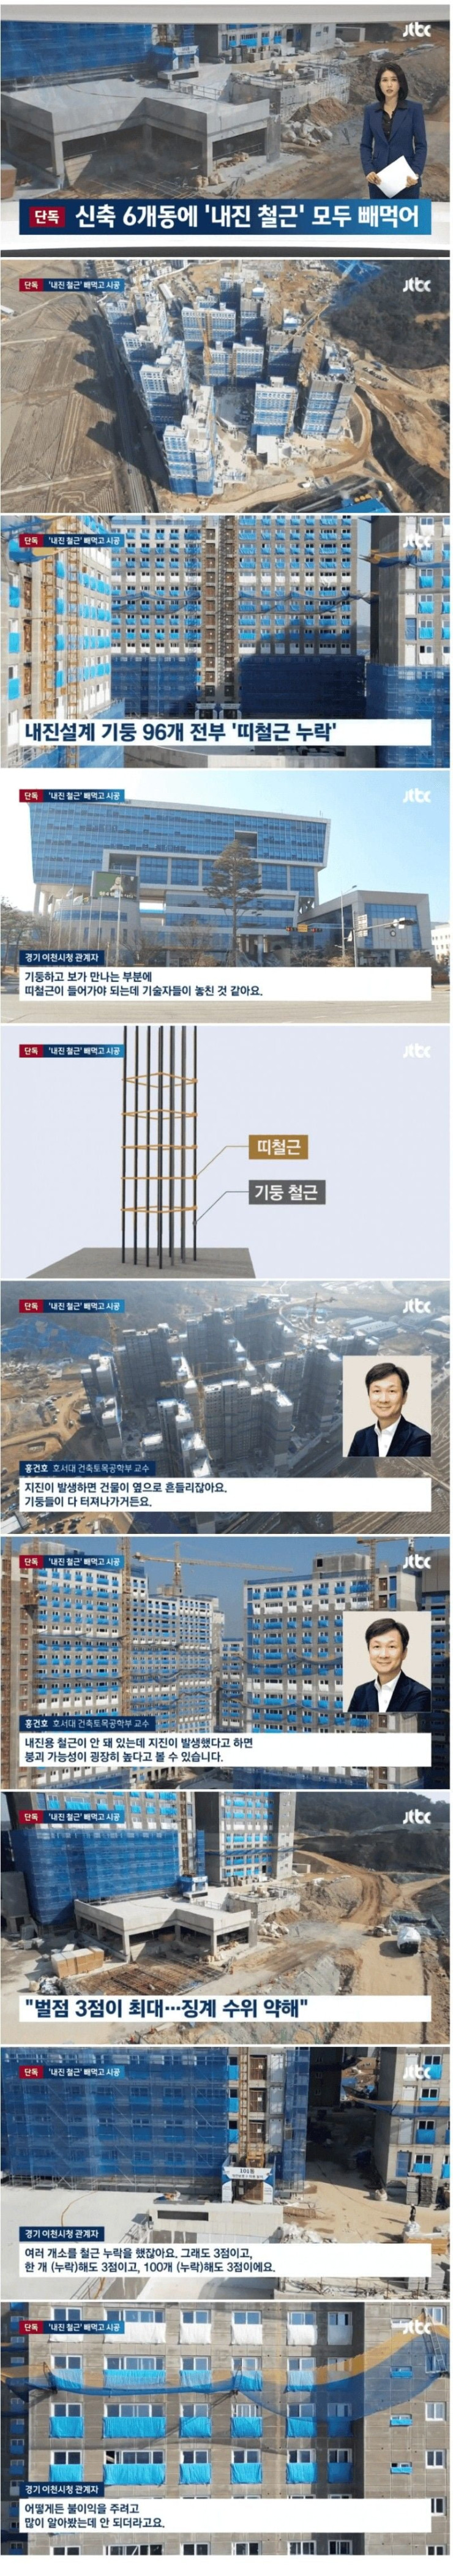 jtbc
단독 신축 6개동에 '내진 철근' 모두 빼먹어
단독 '내진 철근' 빼먹고 시공
jtbc
단독 '내진 철근' 빼먹고 시공
jtbc
내진설계 기둥 96개 전부 '띠철근 누락'
단독 '내진 철근' 빼먹고 시공
jtbc
경기 이천시청 관계자
기둥하고 보가 만나는 부분에
띠철근이 들어가야 되는데 기술자들이 놓친 것 같아요.
단독 '내진 철근' 빼먹고 시공
jtbc
띠철근
기둥 철근
단독 '내진 철근' 빼먹고 시공
jtbc
홍건호 호서대 건축토목공학부 교수
지진이 발생하면 건물이 옆으로 흔들리잖아요.
기둥들이 다 터져나가거든요.
단독 '내진 철근' 빼먹고 시공
jtbc
홍건호 호서대 건축토목공학부 교수
내진용 철근이 안 돼 있는데 지진이 발생했다고 하면
붕괴 가능성이 굉장히 높다고 볼 수 있습니다.
단독 '내진 철근' 빼먹고 시공
jtbc
"벌점 3점이 최대…징계 수위 약해"
단독 '내진 철근' 빼먹고 시공
jtbc
101동
경기 이천시청 관계자
여러 개소를 철근 누락을 했잖아요. 그래도 3점이고,
한 개 (누락)해도 3점이고, 100개 (누락)해도 3점이에요.
단독 '내진 철근' 빼먹고 시공
jtbc
경기 이천시청 관계자
어떻게든 불이익을 주려고
많이 알아봤는데 안 되더라고요.